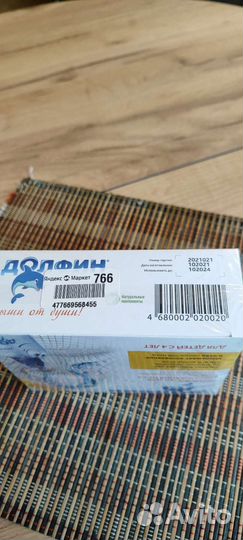 ДОЛФИН
Яндекс Маркет 766
477669568455
Номер партии 2021021
Дата изготовления 102021
Использовать до 102024
Натуральные
компоненты
ыши от души!
4 680002 020020
ДЛЯ ДЕТЕЙ С 4 ЛЕТ
Avito